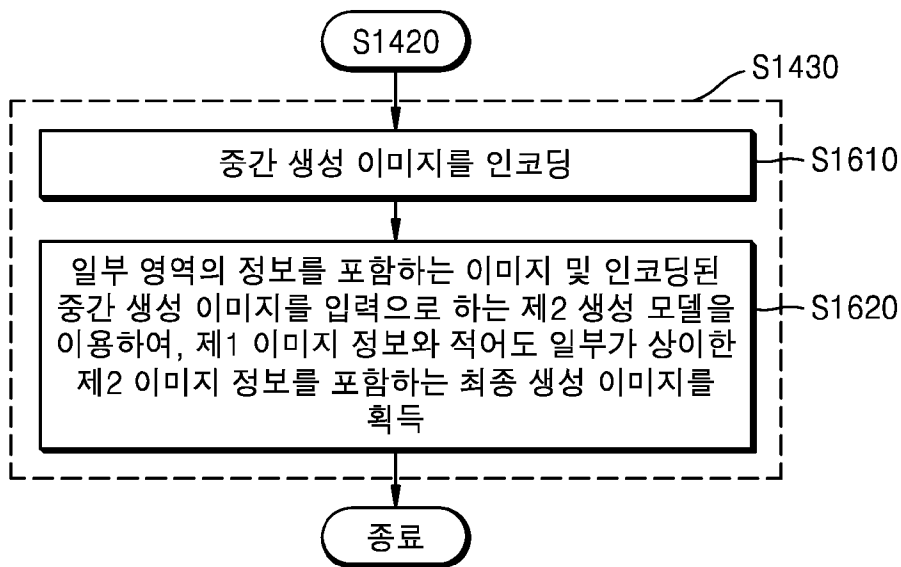 S1420
S1430
중간 생성 이미지를 인코딩
S1610
일부 영역의 정보를 포함하는 이미지 및 인코딩된
중간 생성 이미지를 입력으로 하는 제2 생성 모델을
이용하여, 제1 이미지 정보와 적어도 일부가 상이한
제2 이미지 정보를 포함하는 최종 생성 이미지를
획득
S1620
종료